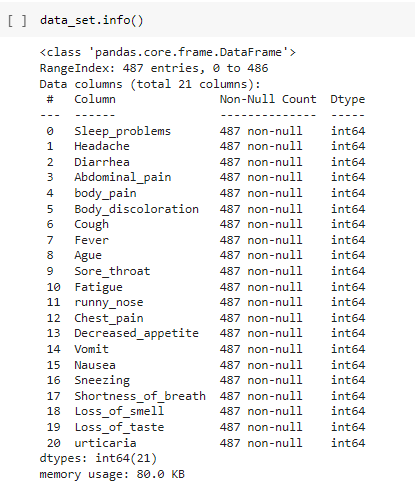 [ ] data_set.info()
<class 'pandas.core.frame.DataFrame'>
RangeIndex: 487 entries, 0 to 486
Data columns (total 21 columns):
 #   Column               Non-Null Count  Dtype
---  ------               --------------  -----
 0   Sleep_problems       487 non-null    int64
 1   Headache             487 non-null    int64
 2   Diarrhea             487 non-null    int64
 3   Abdominal_pain       487 non-null    int64
 4   body_pain            487 non-null    int64
 5   Body_discoloration   487 non-null    int64
 6   Cough                487 non-null    int64
 7   Fever                487 non-null    int64
 8   Ague                 487 non-null    int64
 9   Sore_throat          487 non-null    int64
 10  Fatigue              487 non-null    int64
 11  runny_nose           487 non-null    int64
 12  Chest_pain           487 non-null    int64
 13  Decreased_appetite   487 non-null    int64
 14  Vomit                487 non-null    int64
 15  Nausea               487 non-null    int64
 16  Sneezing             487 non-null    int64
 17  Shortness_of_breath  487 non-null    int64
 18  Loss_of_smell        487 non-null    int64
 19  Loss_of_taste        487 non-null    int64
 20  urticaria            487 non-null    int64
dtypes: int64(21)
memory usage: 80.0 KB